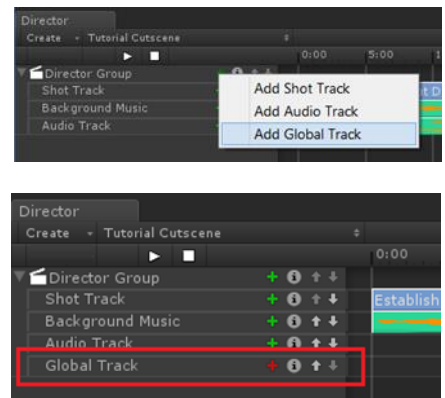 Director
Create Tutorial Cutscene
0:00 5:00
Director Group
Shot Track
Background Music
Audio Track
Add Shot Track
Add Audio Track
Add Global Track
Director
Create Tutorial Cutscene
0:00
Director Group
Shot Track
Establish
Background Music
Audio Track
Global Track